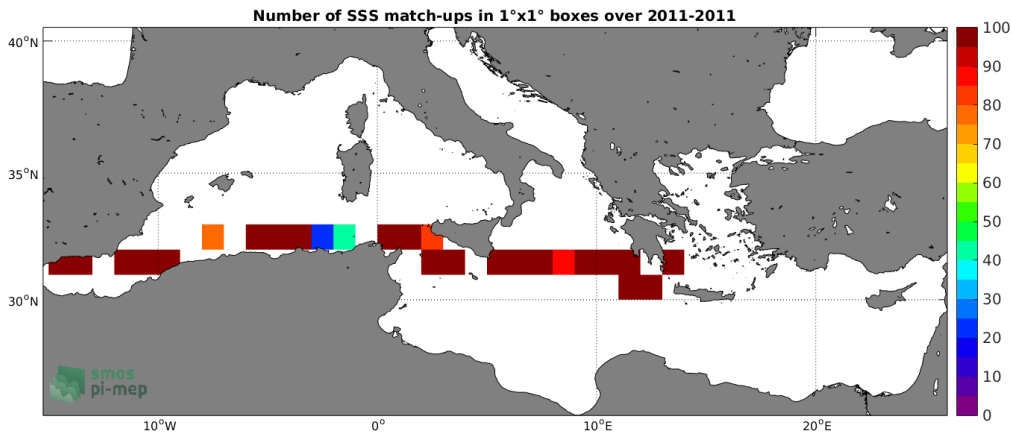 Number of SSS match-ups in 1°x1° boxes over 2011-2011
40°N
35°N
30°N
10°W
0°
10°E
20°E
100
90
80
70
60
50
40
30
20
10
0
smos
pi-mep